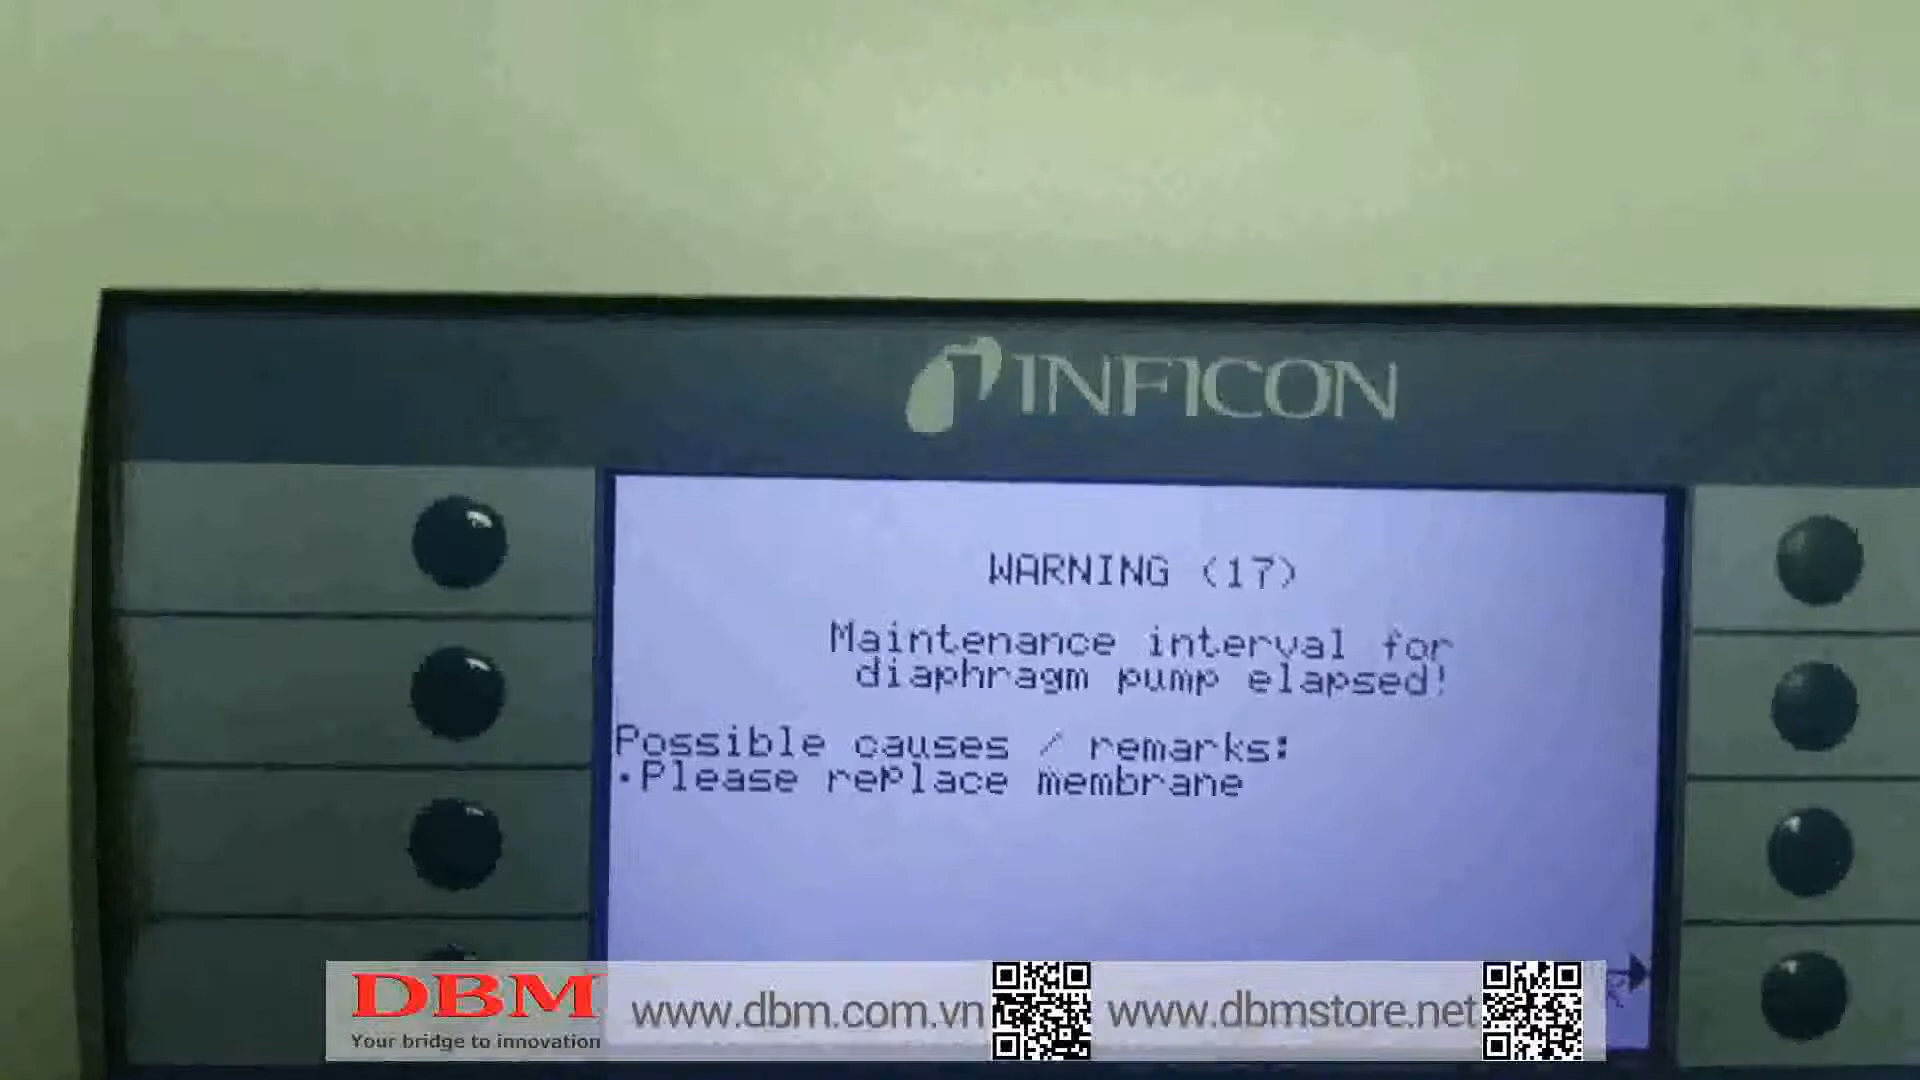 INFICON
WARNING (17)
Maintenance interval for
diaphragm pump elapsed!
Possible causes / remarks:
·Please replace membrane
DBM
Your bridge to innovation
www.dbm.com.vn
www.dbmstore.net